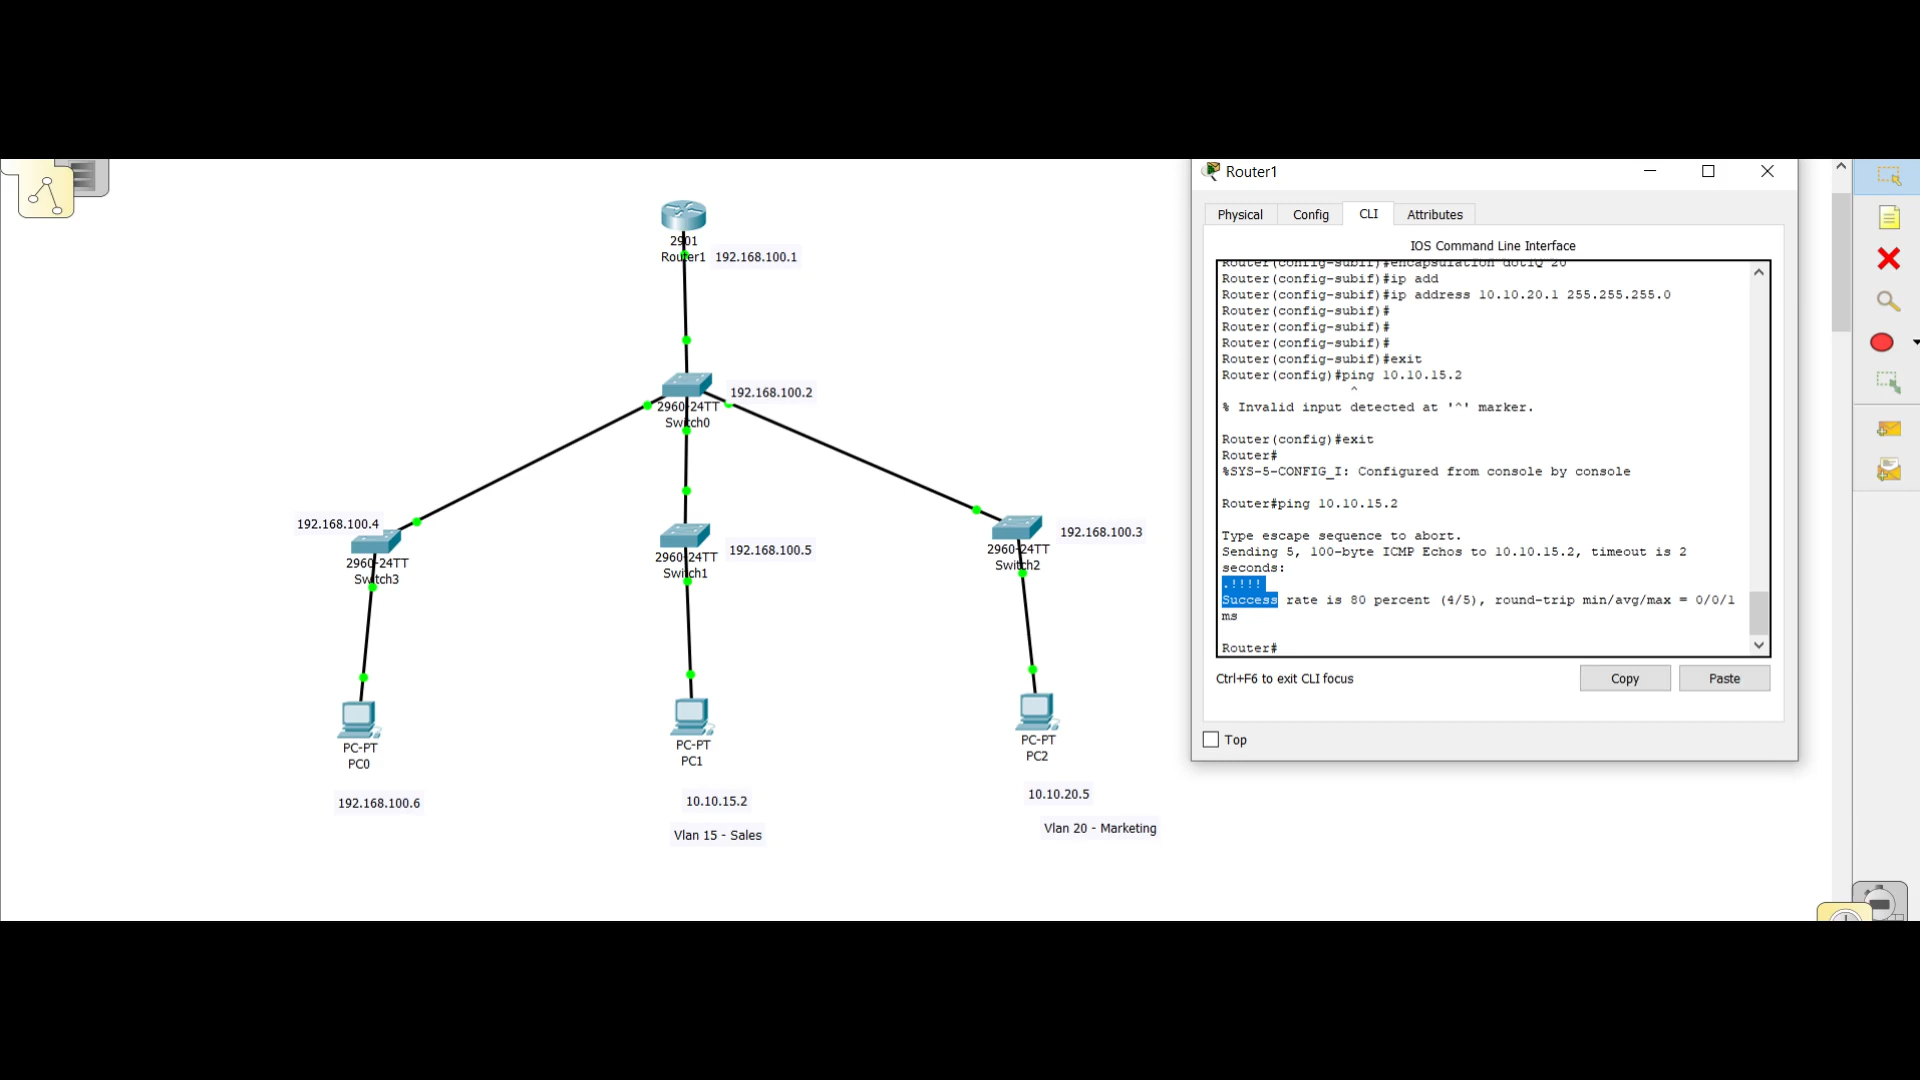 2901
Router1
192.168.100.1
192.168.100.2
2960-24TT
Switch0
192.168.100.4
2960-24TT
Switch3
2960-24TT
Switch1
192.168.100.5
2960-24TT
Switch2
192.168.100.3
PC-PT
PC0
192.168.100.6
PC-PT
PC1
10.10.15.2
Vlan 15 - Sales
PC-PT
PC2
10.10.20.5
Vlan 20 - Marketing
Router1
Physical
Config
CLI
Attributes
IOS Command Line Interface
Router(config-subif)#encapsulation dot1Q 20
Router(config-subif)#ip add
Router(config-subif)#ip address 10.10.20.1 255.255.255.0
Router(config-subif)#
Router(config-subif)#
Router(config-subif)#
Router(config-subif)#exit
Router(config)#ping 10.10.15.2
^
% Invalid input detected at '^' marker.
Router(config)#exit
Router#
%SYS-5-CONFIG_I: Configured from console by console
Router#ping 10.10.15.2
Type escape sequence to abort.
Sending 5, 100-byte ICMP Echos to 10.10.15.2, timeout is 2
seconds:
.!!!!
Success rate is 80 percent (4/5), round-trip min/avg/max = 0/0/1
ms
Router#
Ctrl+F6 to exit CLI focus
Copy
Paste
Top